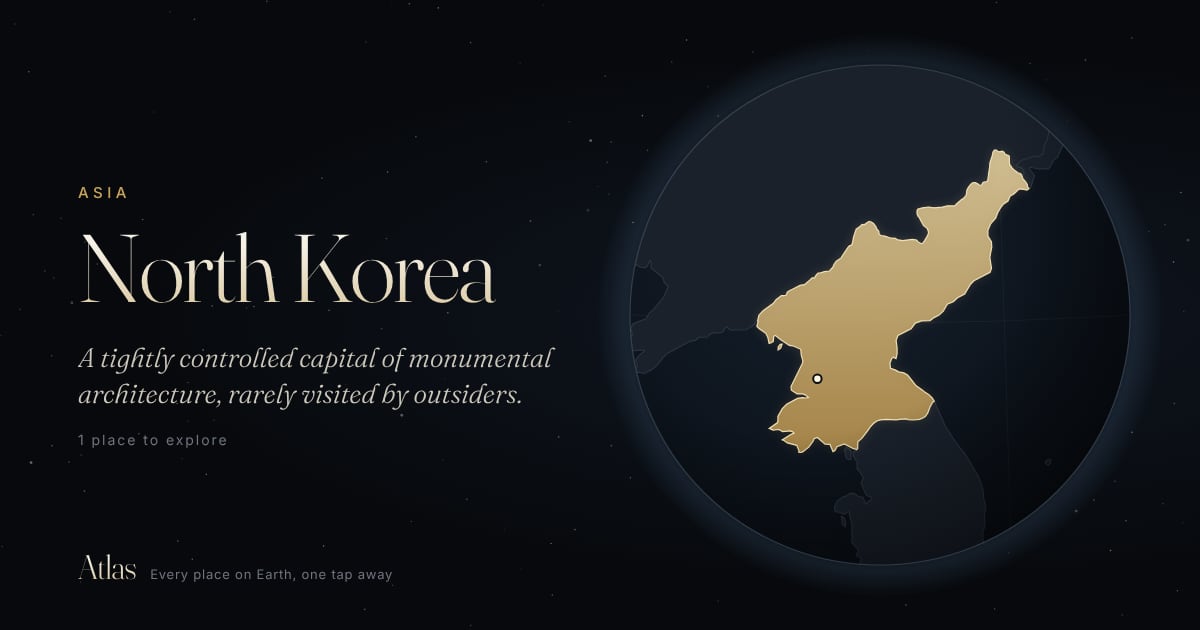 ASIA
North Korea
A tightly controlled capital of monumental
architecture, rarely visited by outsiders.
1 place to explore
Atlas Every place on Earth, one tap away